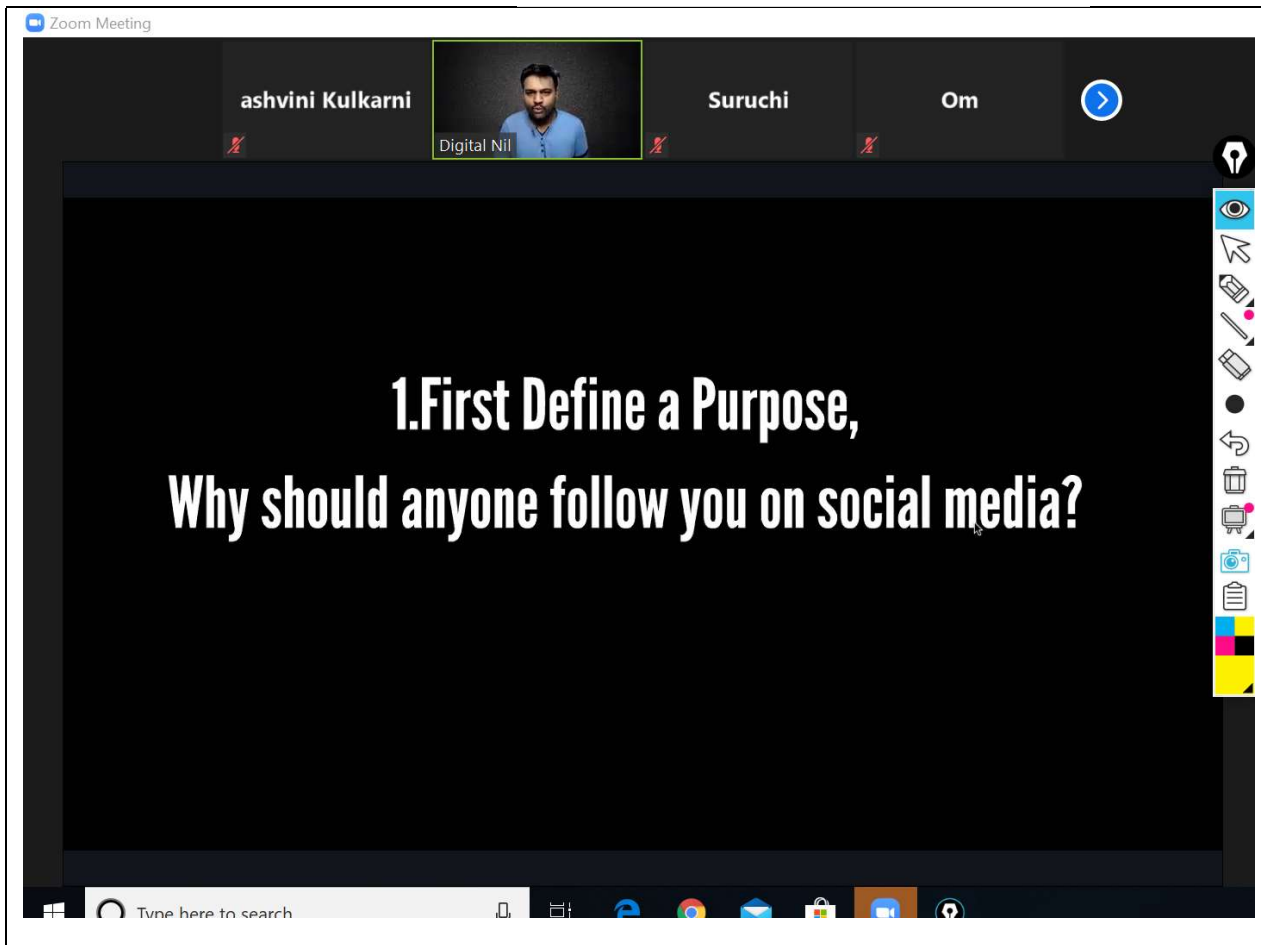 Zoom Meeting
ashvini Kulkarni
Digital Nil
Suruchi
Om
1.First Define a Purpose,
Why should anyone follow you on social media?
Type here to search